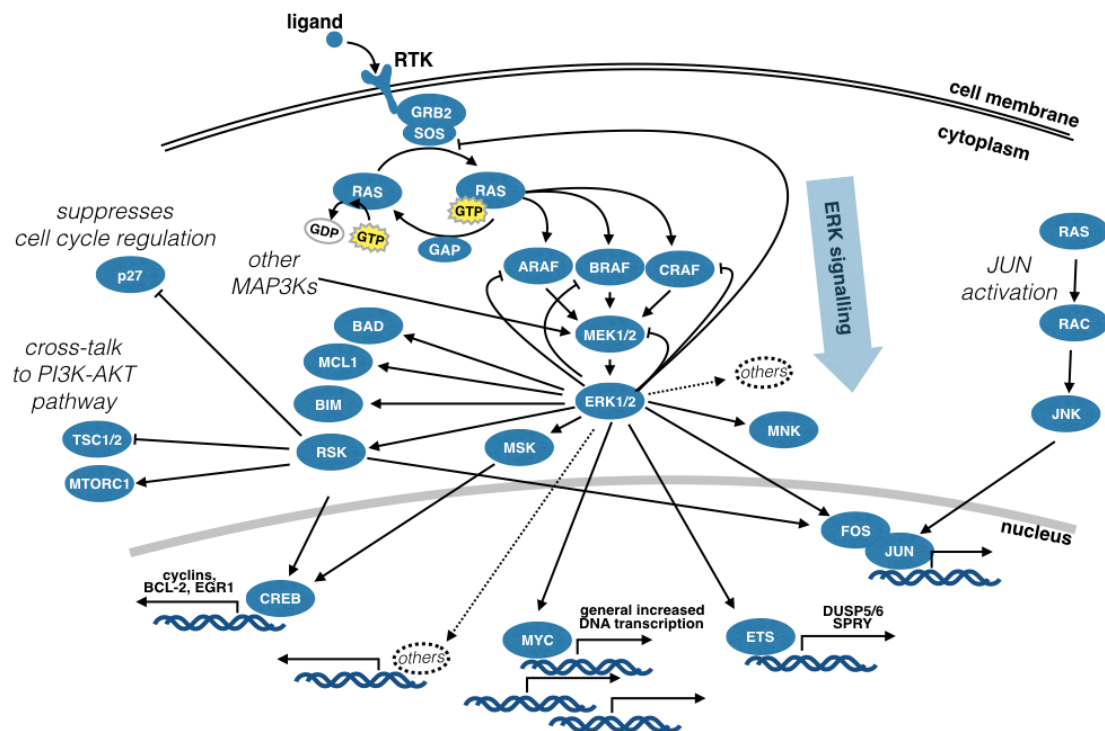 ligand
RTK
cell membrane
GRB2
SOS
cytoplasm
RAS
RAS
GTP
GDP
GTP
GAP
suppresses
cell cycle regulation
p27
other
MAP3Ks
ARAF
BRAF
CRAF
ERK signalling
RAS
JUN
activation
RAC
BAD
MEK1/2
MCL1
cross-talk
to PI3K-AKT
pathway
others
BIM
ERK1/2
JNK
MNK
TSC1/2
RSK
MSK
MTORC1
nucleus
FOS
JUN
cyclins,
BCL-2, EGR1
CREB
general increased
DNA transcription
MYC
DUSP5/6
SPRY
ETS
others